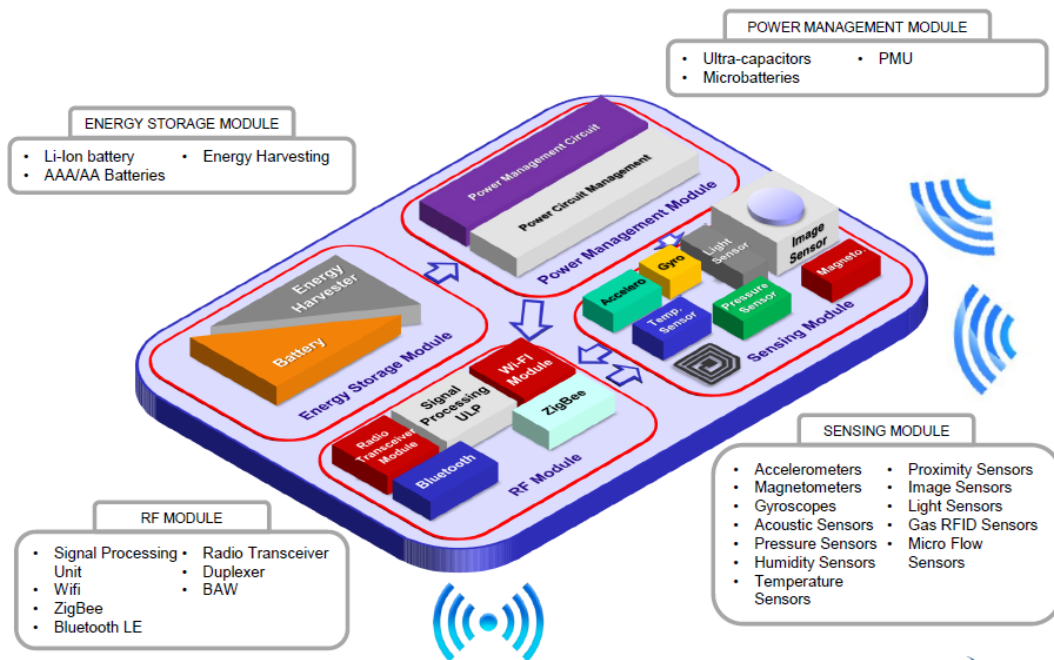 POWER MANAGEMENT MODULE
• Ultra-capacitors
• Microbatteries
• PMU
ENERGY STORAGE MODULE
• Li-Ion battery
• AAA/AA Batteries
• Energy Harvesting
Power Management Circuit
Power Circuit Management
Power Management Module
Energy
Harvester
Battery
Energy Storage Module
Image
Sensor
Light
Sensor
Gyro
Accelero
Magneto.
Pressure
Sensor
Temp.
Sensor
Sensing Module
Wi-Fi
Module
Signal
Processing
ULP
ZigBee
Radio
Transceiver
Module
Bluetooth
RF Module
SENSING MODULE
• Accelerometers
• Magnetometers
• Gyroscopes
• Acoustic Sensors
• Pressure Sensors
• Humidity Sensors
• Temperature
Sensors
• Proximity Sensors
• Image Sensors
• Light Sensors
• Gas RFID Sensors
• Micro Flow
Sensors
RF MODULE
• Signal Processing
Unit
• Wifi
• ZigBee
• Bluetooth LE
• Radio Transceiver
• Duplexer
• BAW